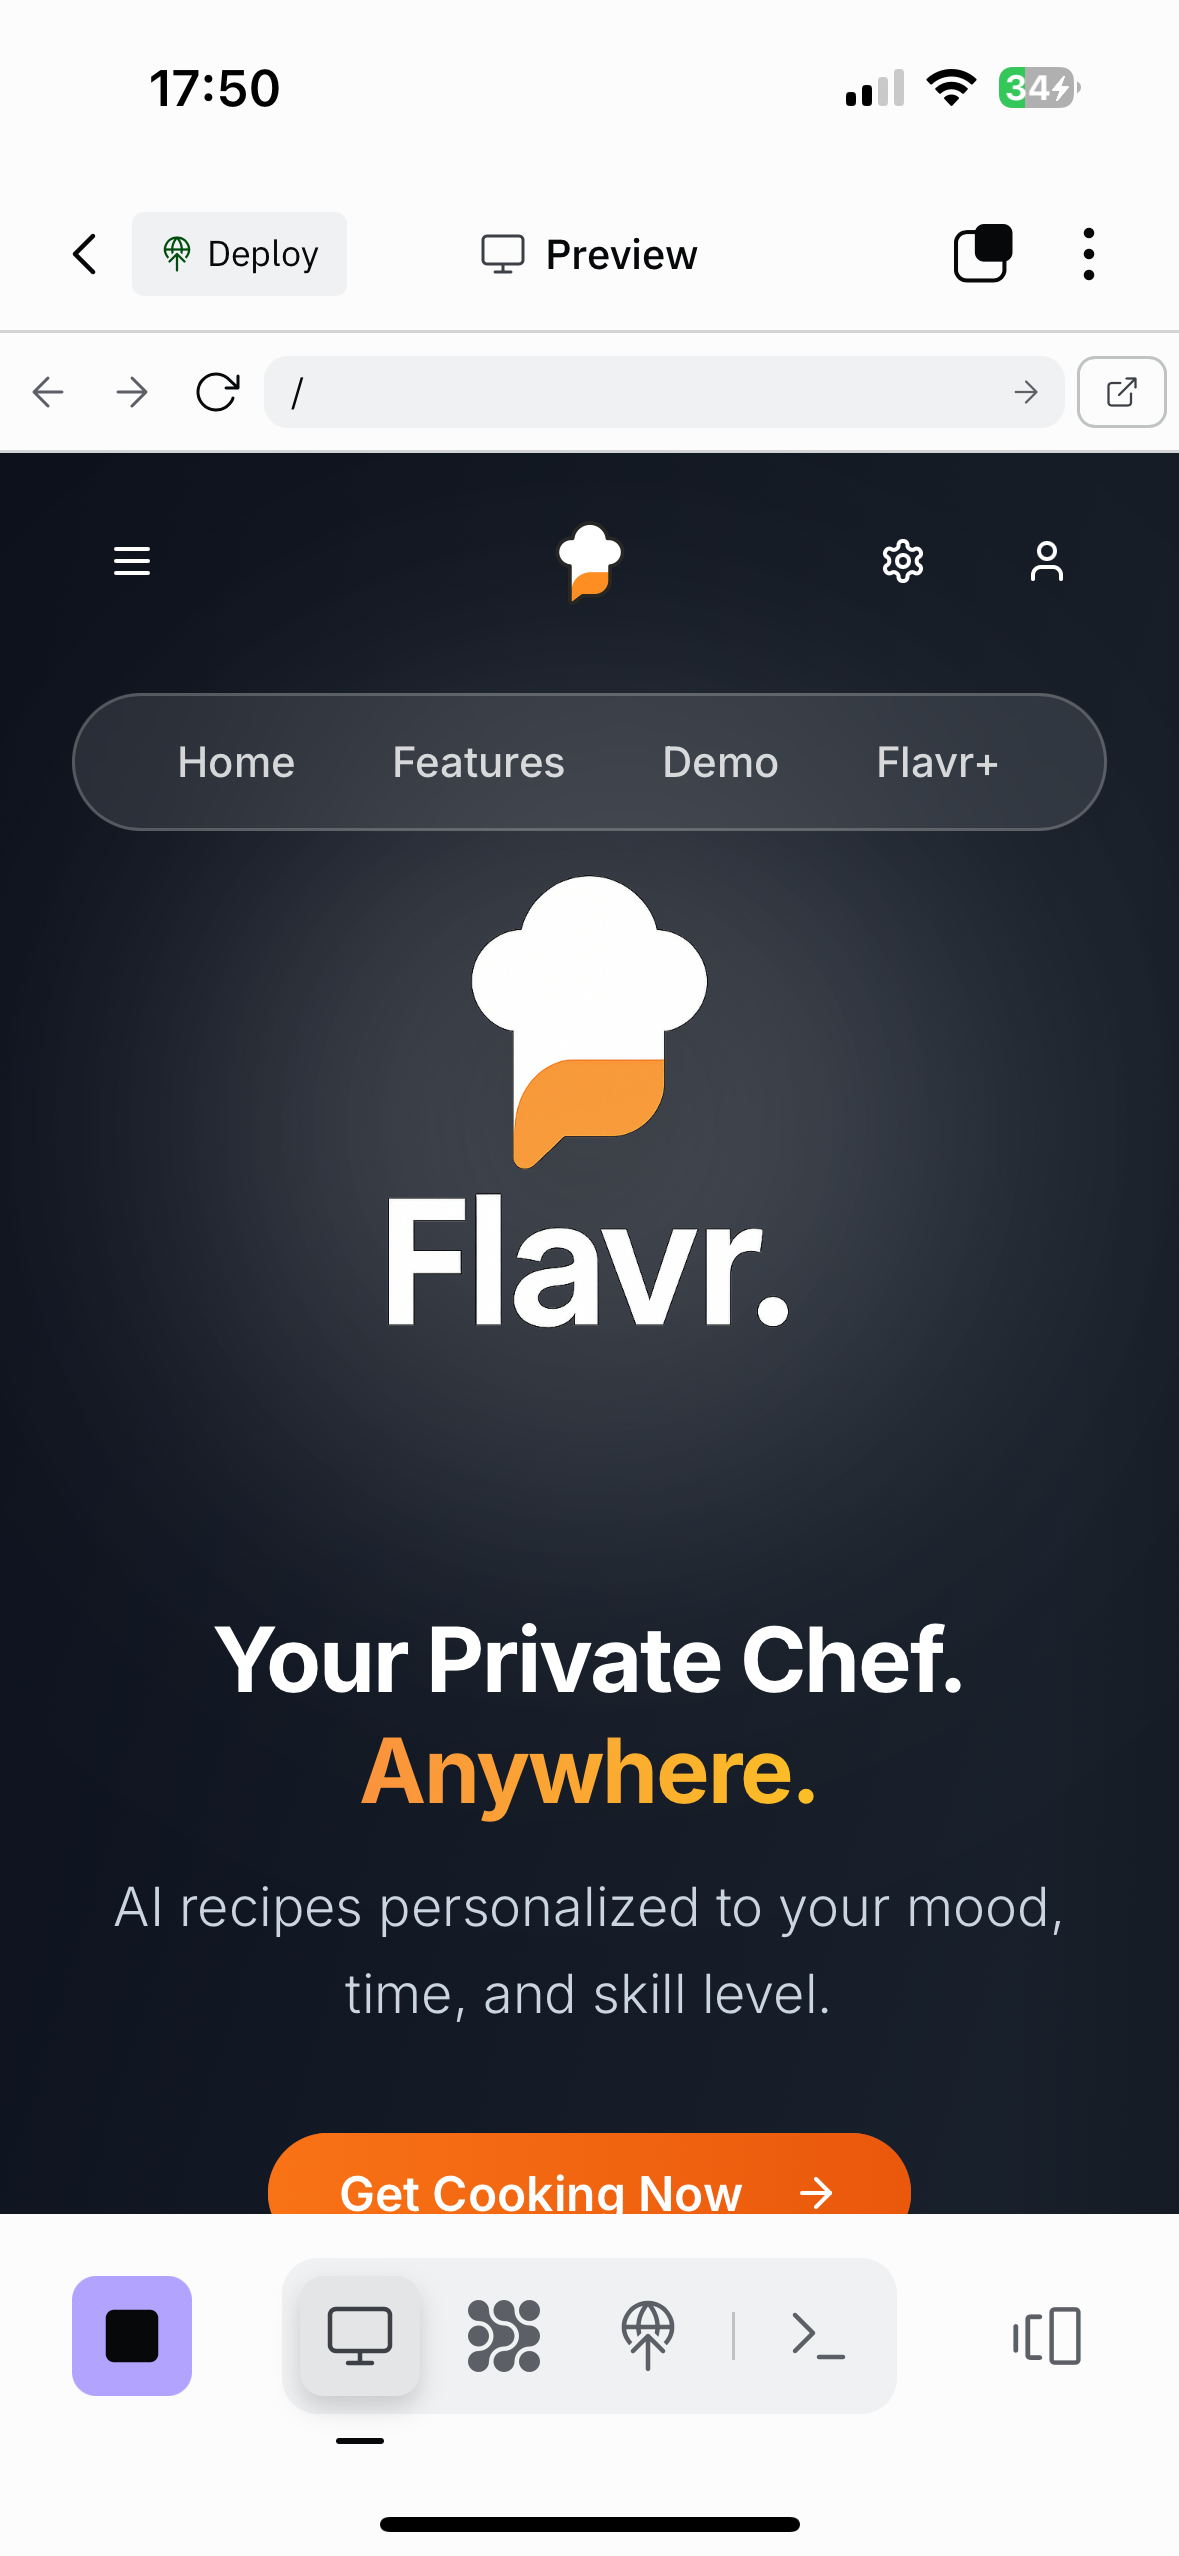 17:50
34
Deploy
Preview
/
Home Features Demo Flavr+
Flavr.
Your Private Chef.
Anywhere.
AI recipes personalized to your mood,
time, and skill level.
Get Cooking Now